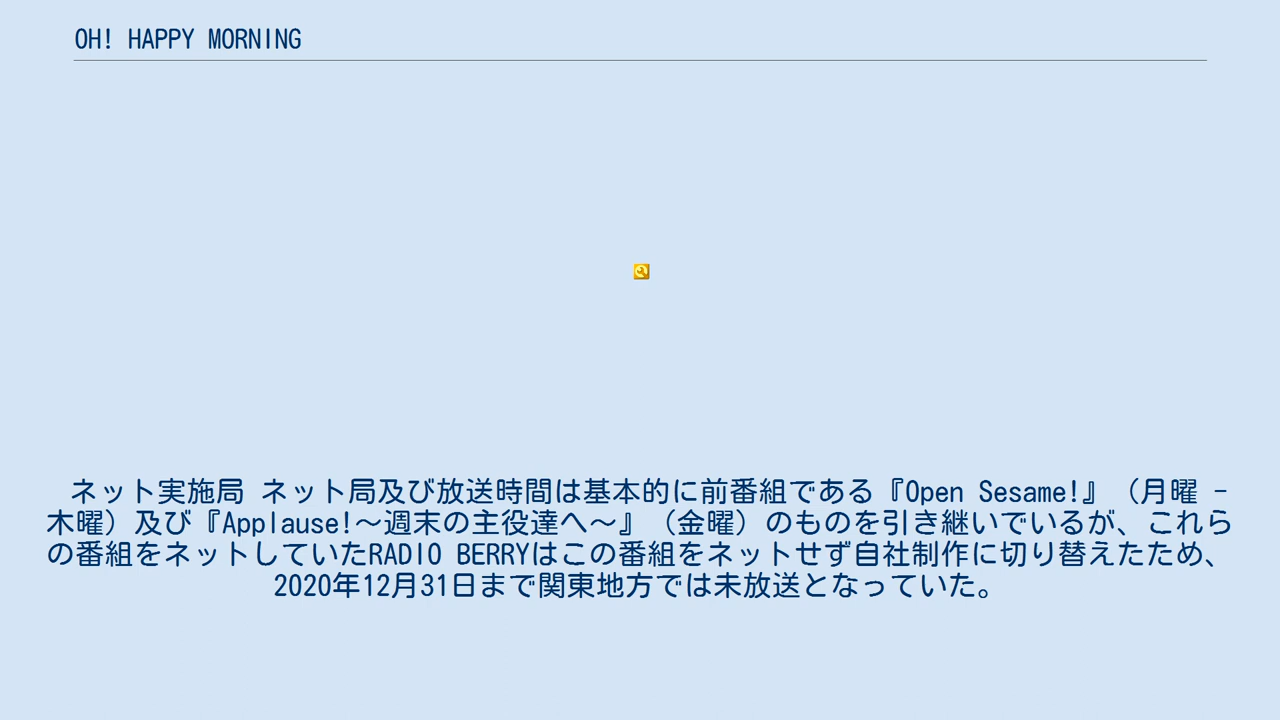 OH! HAPPY MORNING
ネット実施局 ネット局及び放送時間は基本的に前番組である『Open Sesame!』（月曜 -
木曜）及び『Applause!〜週末の主役達へ〜』（金曜）のものを引き継いでいるが、これら
の番組をネットしていたRADIO BERRYはこの番組をネットせず自社制作に切り替えたため、
2020年12月31日まで関東地方では未放送となっていた。